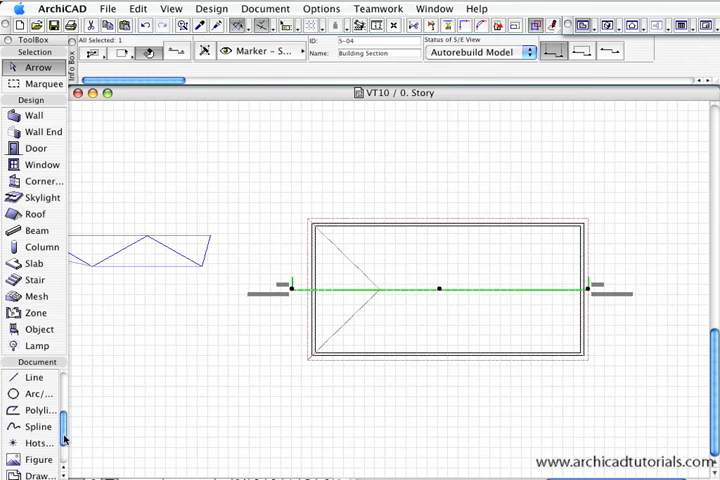 ArchiCAD File Edit View Design Document Options TeamWork Window Help
ToolBox
Selection
Arrow
Marquee
Design
Wall
Wall End
Door
Window
Corner...
Skylight
Roof
Beam
Column
Slab
Stair
Mesh
Zone
Object
Lamp
Document
Line
Arc/...
Polyli...
Spline
Hots...
Figure
Draw...
Info Box
All Selected: 1
Marker - S...
ID: S-04
Name: Building Section
Status of S/E View
Autorebuild Model
VT10 / 0. Story
www.archicadtutorials.com